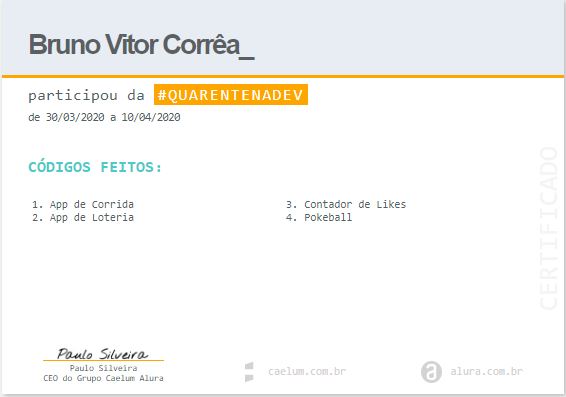 Bruno Vitor Corrêa_
participou da #QUARENTENADEV
de 30/03/2020 a 10/04/2020
CÓDIGOS FEITOS:
1. App de Corrida
2. App de Loteria
3. Contador de Likes
4. Pokeball
CERTIFICADO
Paulo Silveira
Paulo Silveira
CEO do Grupo Caelum Alura
caelum.com.br
a alura.com.br